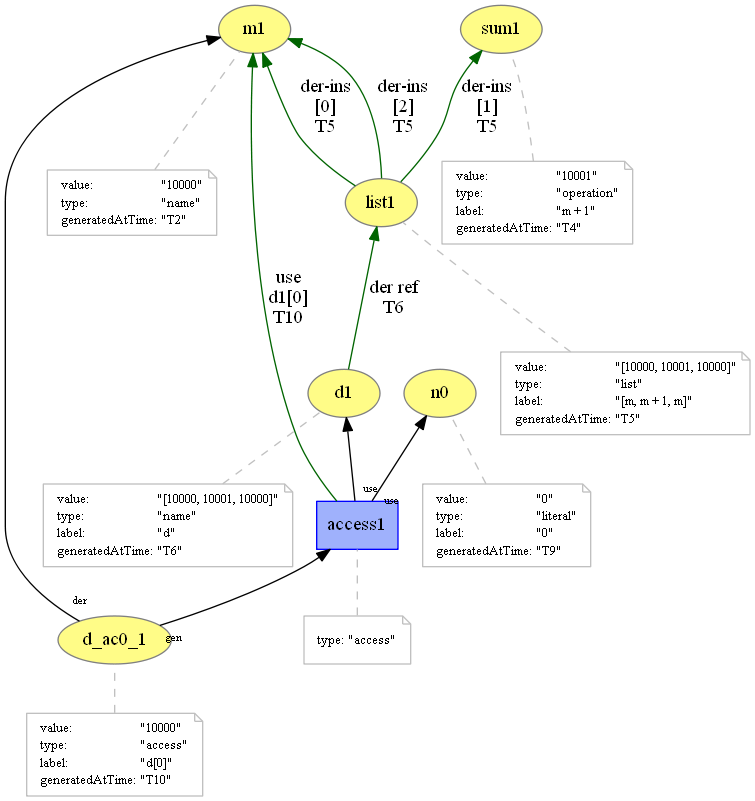 m1
sum1
der-ins
[0]
T5
der-ins
[2]
T5
der-ins
[1]
T5
value: "10000"
type: "name"
generatedAtTime: "T2"
value: "10001"
type: "operation"
label: "m + 1"
generatedAtTime: "T4"
list1
use
d1[0]
T10
der ref
T6
value: "[10000, 10001, 10000]"
type: "list"
label: "[m, m + 1, m]"
generatedAtTime: "T5"
d1
n0
value: "[10000, 10001, 10000]"
type: "name"
label: "d"
generatedAtTime: "T6"
use
use
access1
value: "0"
type: "literal"
label: "0"
generatedAtTime: "T9"
der
d_ac0_1
gen
type: "access"
value: "10000"
type: "access"
label: "d[0]"
generatedAtTime: "T10"